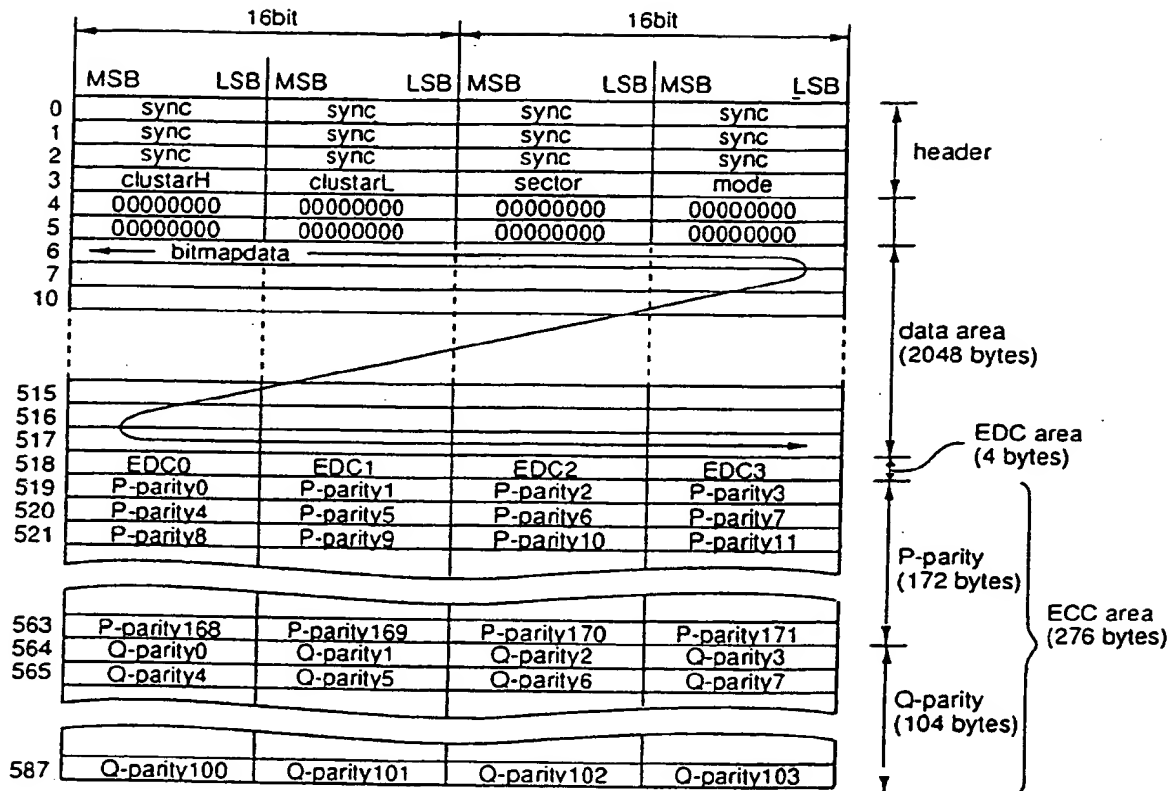 16bit 16bit
MSB LSB MSB LSB MSB LSB MSB LSB
0 sync sync sync sync
1 sync sync sync sync
2 sync sync sync sync
3 clustarH clustarL sector mode
header
4 00000000 00000000 00000000 00000000
5 00000000 00000000 00000000 00000000
6 bitmapdata
7
10
data area
(2048 bytes)
515
516
517
EDC area
(4 bytes)
518 EDC0 EDC1 EDC2 EDC3
519 P-parity0 P-parity1 P-parity2 P-parity3
520 P-parity4 P-parity5 P-parity6 P-parity7
521 P-parity8 P-parity9 P-parity10 P-parity11
P-parity
(172 bytes)
563 P-parity168 P-parity169 P-parity170 P-parity171
564 Q-parity0 Q-parity1 Q-parity2 Q-parity3
565 Q-parity4 Q-parity5 Q-parity6 Q-parity7
ECC area
(276 bytes)
Q-parity
(104 bytes)
587 Q-parity100 Q-parity101 Q-parity102 Q-parity103